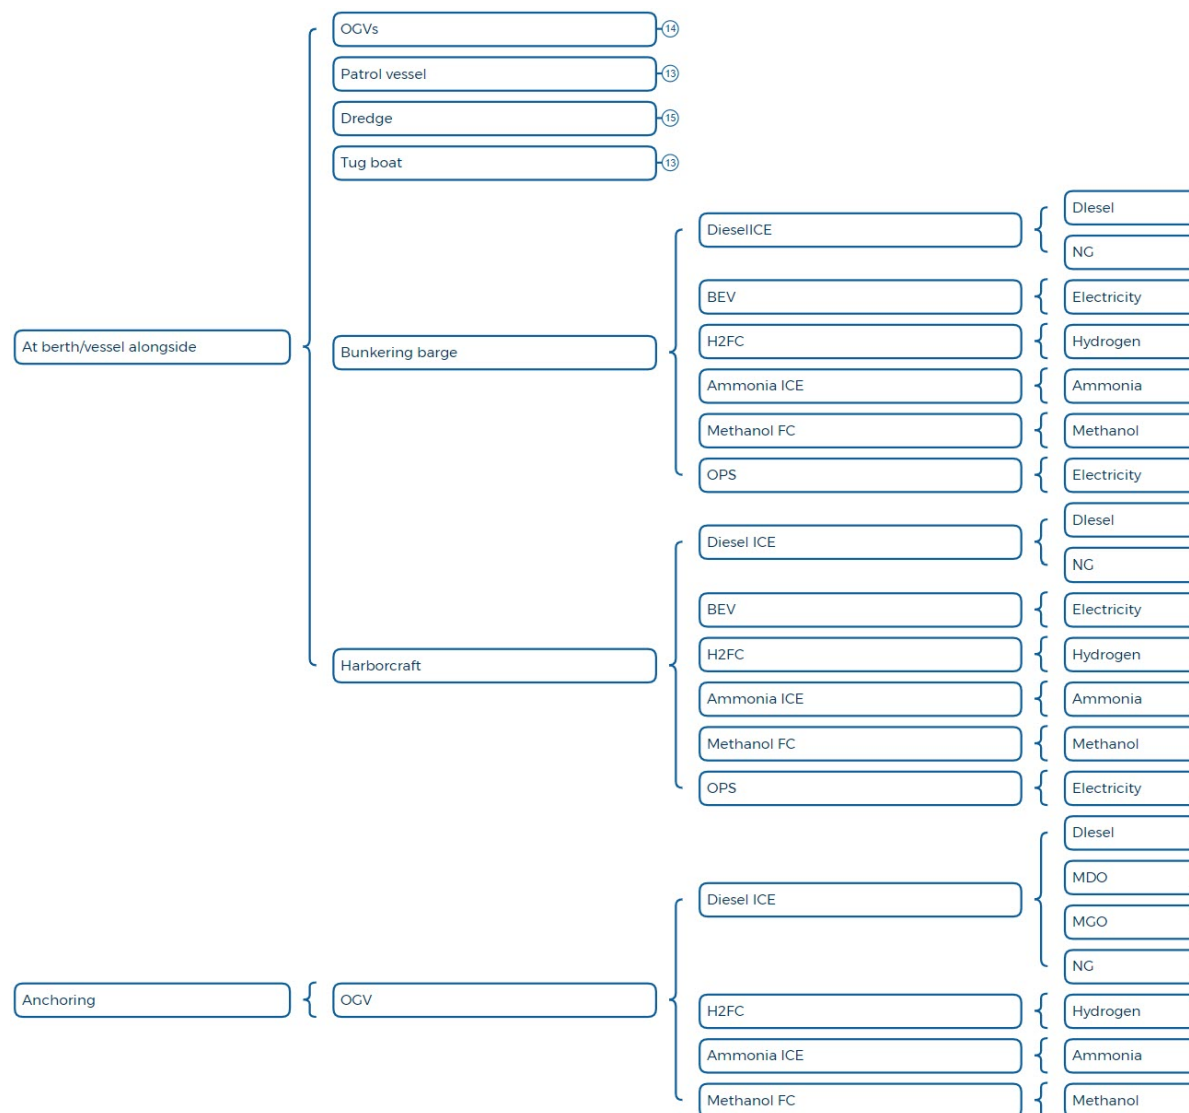 OGVs
14
Patrol vessel
13
Dredge
15
Tug boat
13
At berth/vessel alongside
Bunkering barge
DieselICE
DIesel
NG
BEV
Electricity
H2FC
Hydrogen
Ammonia ICE
Ammonia
Methanol FC
Methanol
OPS
Electricity
Harborcraft
Diesel ICE
DIesel
NG
BEV
Electricity
H2FC
Hydrogen
Ammonia ICE
Ammonia
Methanol FC
Methanol
OPS
Electricity
Anchoring
OGV
Diesel ICE
DIesel
MDO
MGO
NG
H2FC
Hydrogen
Ammonia ICE
Ammonia
Methanol FC
Methanol